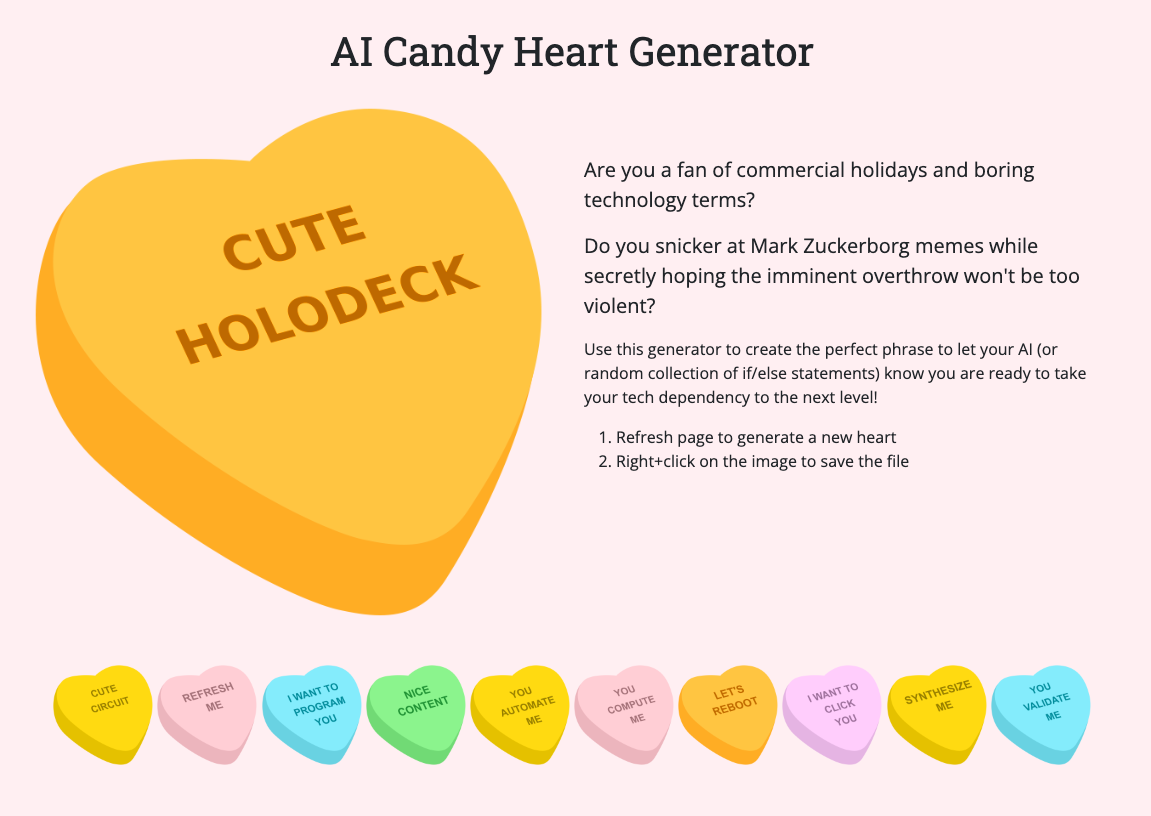 AI Candy Heart Generator
CUTE
HOLODECK
Are you a fan of commercial holidays and boring
technology terms?
Do you snicker at Mark Zuckerborg memes while
secretly hoping the imminent overthrow won't be too
violent?
Use this generator to create the perfect phrase to let your AI (or
random collection of if/else statements) know you are ready to take
your tech dependency to the next level!
1. Refresh page to generate a new heart
2. Right+click on the image to save the file
CUTE
CIRCUIT
REFRESH
ME
I WANT TO
PROGRAM
YOU
NICE
CONTENT
YOU
AUTOMATE
ME
YOU
COMPUTE
ME
LET'S
REBOOT
I WANT TO
CLICK
YOU
SYNTHESIZE
ME
YOU
VALIDATE
ME